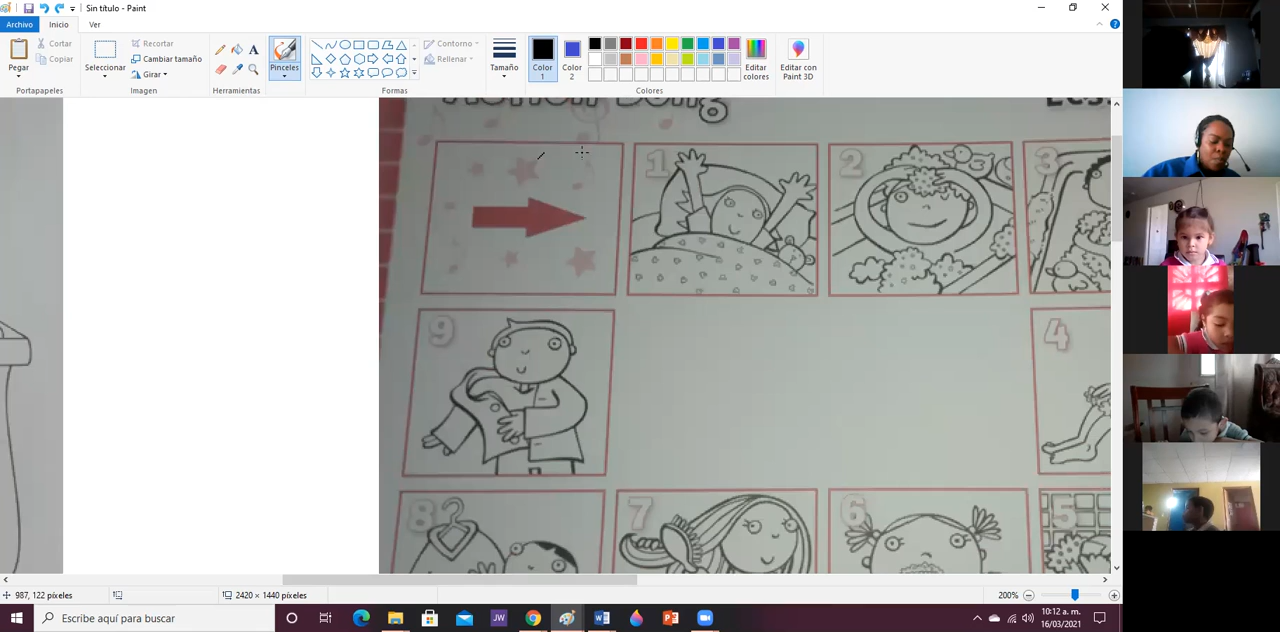 Sin título - Paint
Archivo Inicio Ver
Pegar
Cortar
Copiar
Portapapeles
Seleccionar
Recortar
Cambiar tamaño
Girar
Imagen
Herramientas
Pinceles
Formas
Contorno
Rellenar
Tamaño
Color 1
Color 2
Colores
Editar colores
Editar con Paint 3D
1
2
3
9
4
8
7
6
5
987, 122 píxeles
2420 × 1440 píxeles
200%
Escribe aquí para buscar
JW
10:12 a. m.
16/03/2021